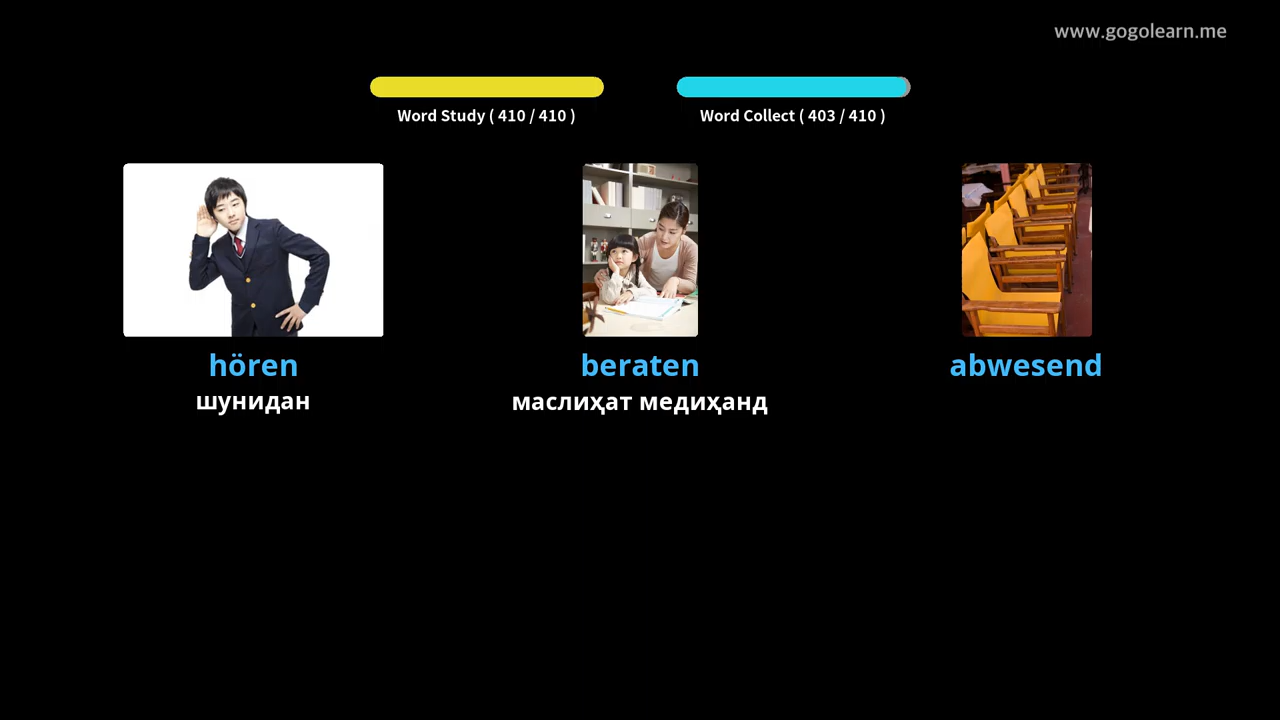 www.gogolearn.me
Word Study ( 410 / 410 )
Word Collect ( 403 / 410 )
hören
шунидан
beraten
маслиҳат медиҳанд
abwesend